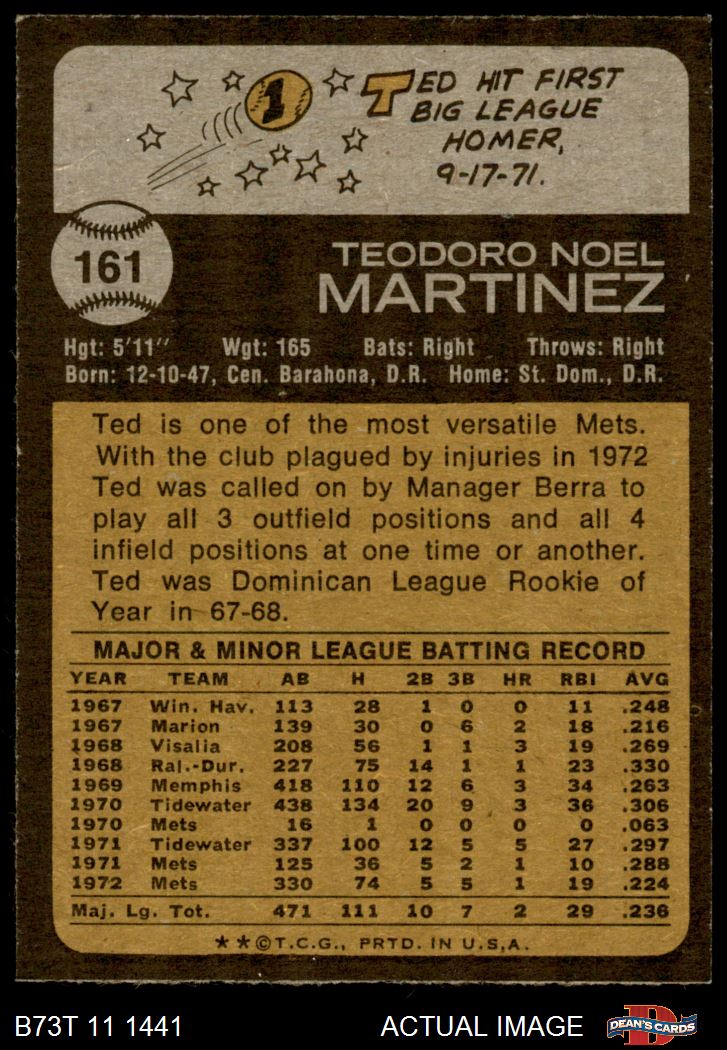 1
TED HIT FIRST
BIG LEAGUE
HOMER,
9-17-71.
161
TEODORO NOEL
MARTINEZ
Hgt: 5'11" Wgt: 165 Bats: Right Throws: Right
Born: 12-10-47, Cen. Barahona, D.R. Home: St. Dom., D.R.
Ted is one of the most versatile Mets.
With the club plagued by injuries in 1972
Ted was called on by Manager Berra to
play all 3 outfield positions and all 4
infield positions at one time or another.
Ted was Dominican League Rookie of
Year in 67-68.
MAJOR & MINOR LEAGUE BATTING RECORD
YEAR TEAM AB H 2B 3B HR RBI AVG
1967 Win. Hav. 113 28 1 0 0 11 .248
1967 Marion 139 30 0 6 2 18 .216
1968 Visalia 208 56 1 1 3 19 .269
1968 Ral.-Dur. 227 75 14 1 1 23 .330
1969 Memphis 418 110 12 6 3 34 .263
1970 Tidewater 438 134 20 9 3 36 .306
1970 Mets 16 1 0 0 0 0 .063
1971 Tidewater 337 100 12 5 5 27 .297
1971 Mets 125 36 5 2 1 10 .288
1972 Mets 330 74 5 5 1 19 .224
Maj. Lg. Tot. 471 111 10 7 2 29 .236
★★©T.C.G., PRTD. IN U.S.A.
B73T 11 1441 ACTUAL IMAGE DEAN'S CARDS